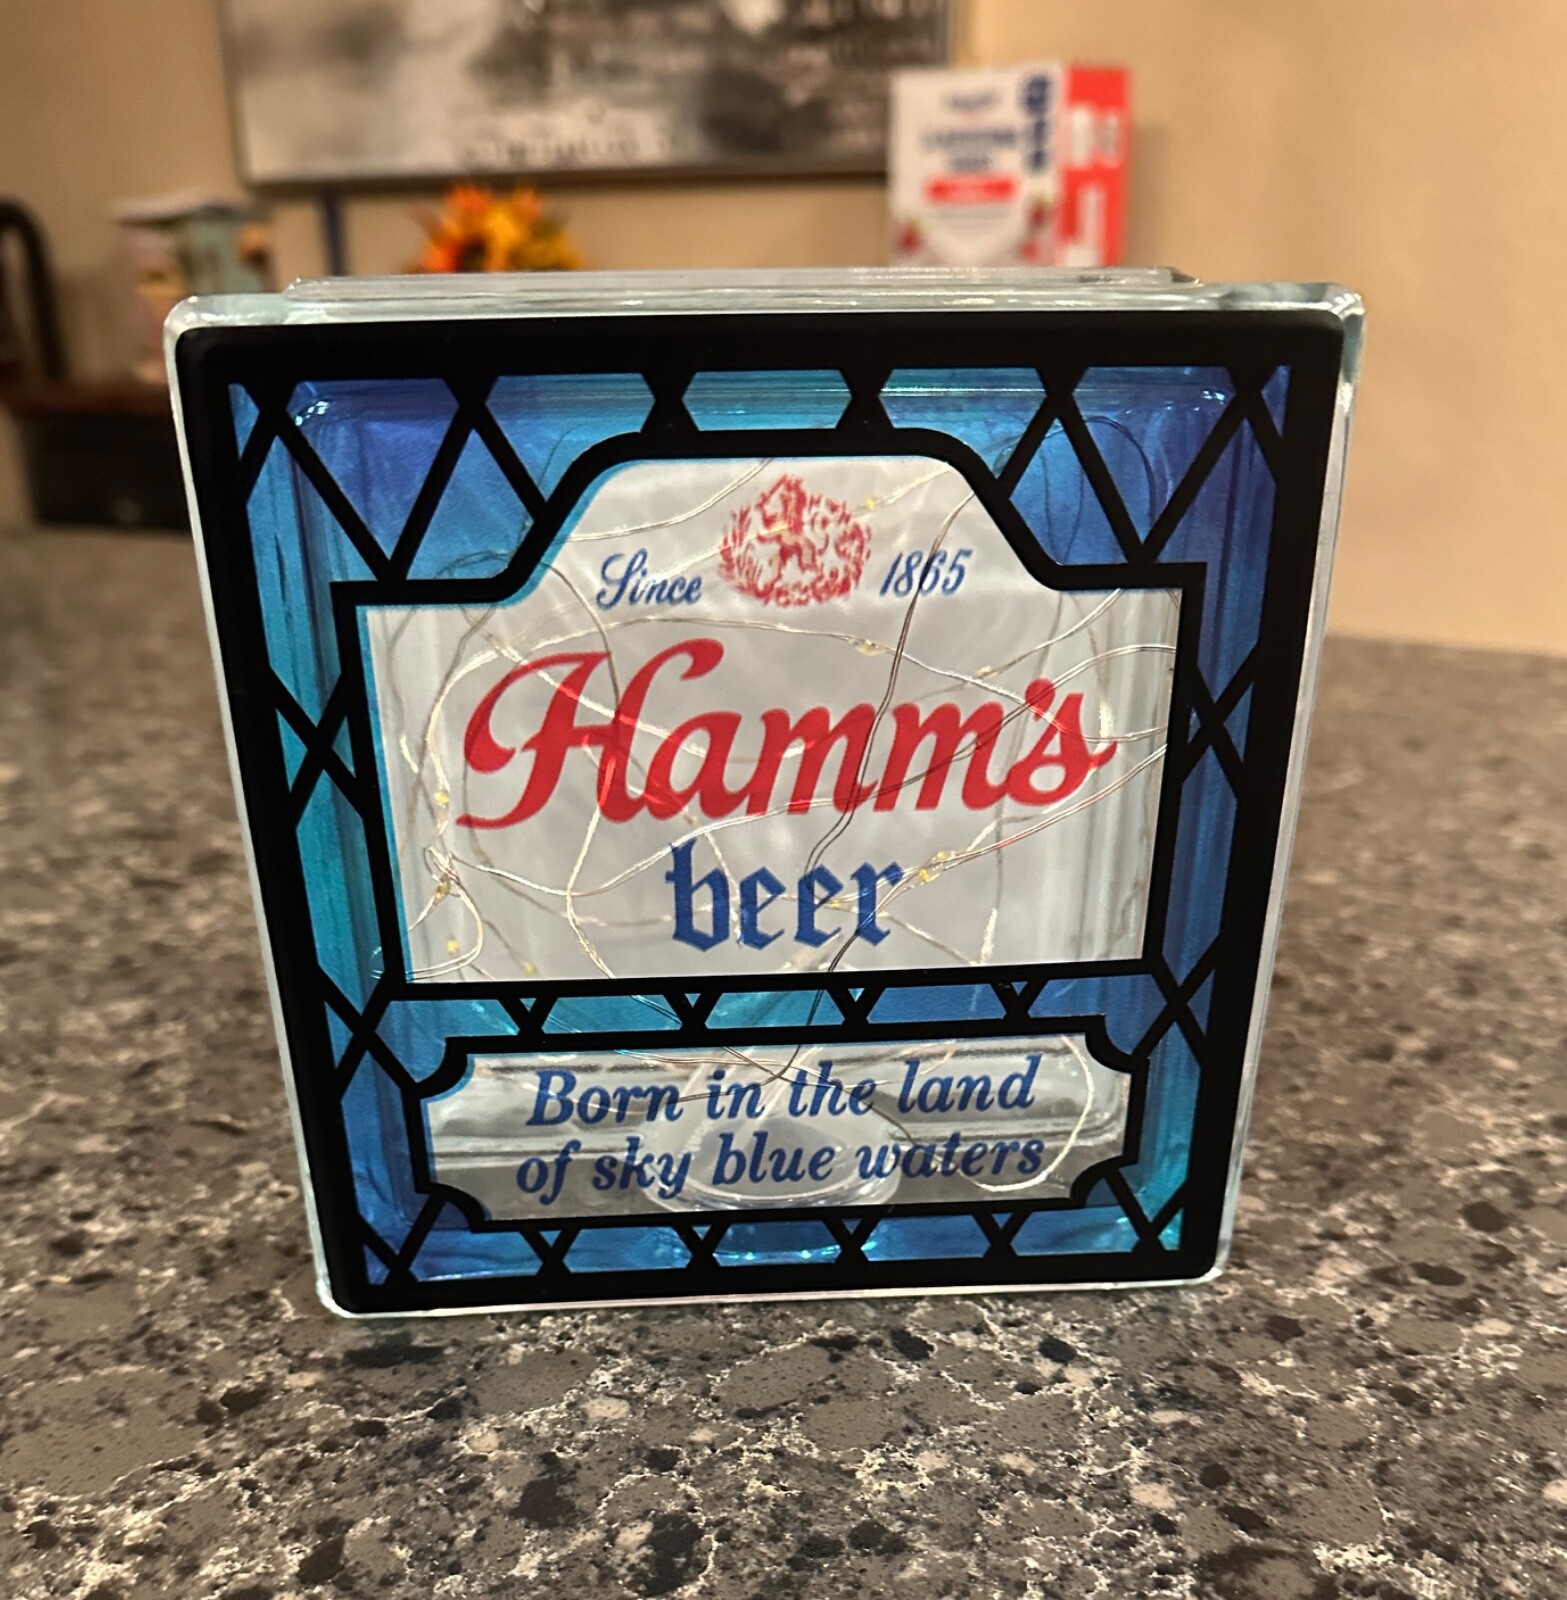 Since 1865
Hamm's
beer
Born in the land
of sky blue waters